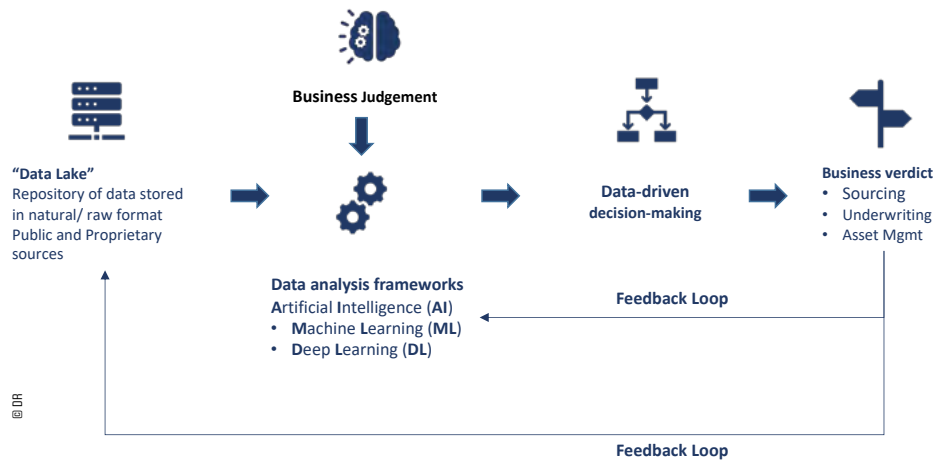 Business Judgement
“Data Lake”
Repository of data stored
in natural/ raw format
Public and Proprietary
sources
Data analysis frameworks
Artificial Intelligence (AI)
• Machine Learning (ML)
• Deep Learning (DL)
Data-driven
decision-making
Business verdict
• Sourcing
• Underwriting
• Asset Mgmt
Feedback Loop
Feedback Loop
© DR